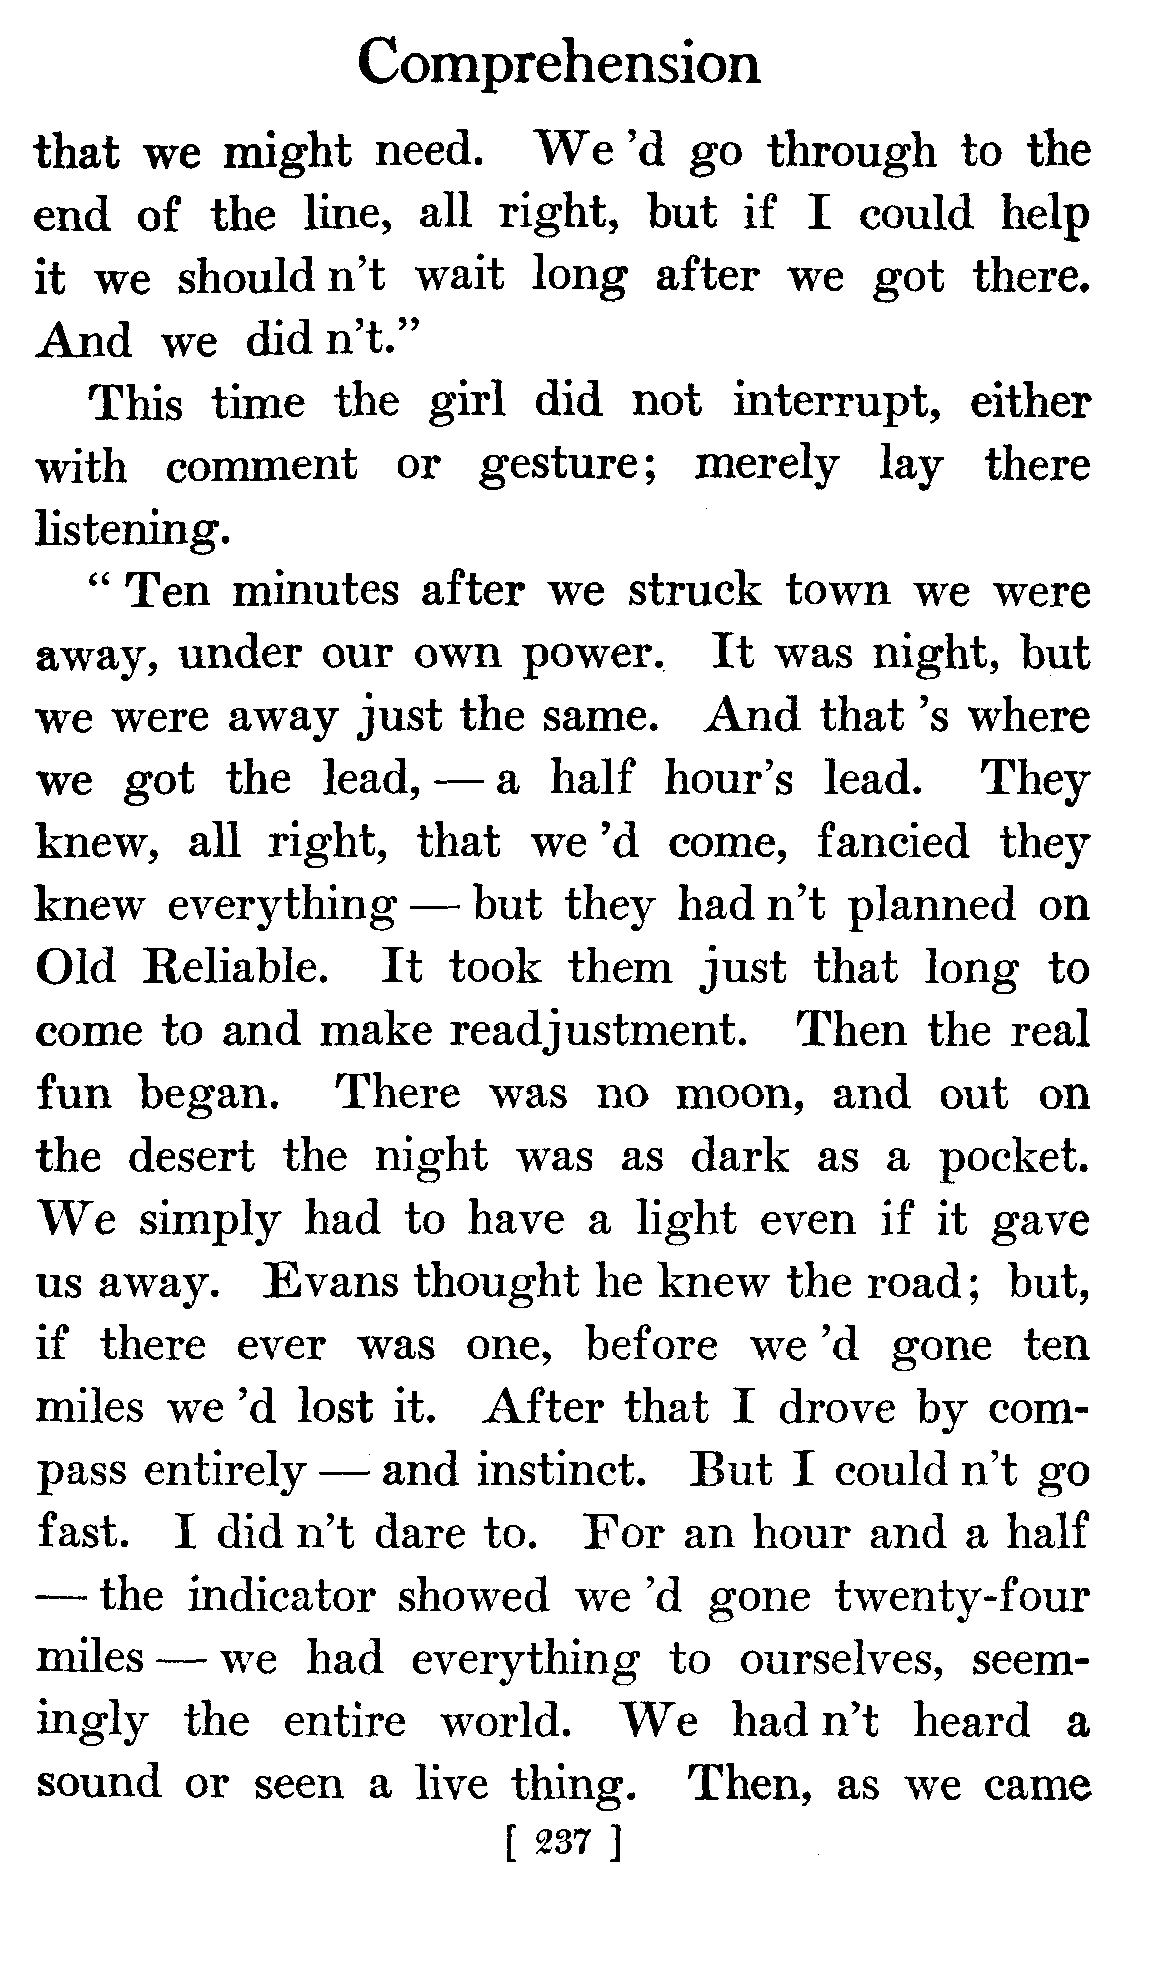 Comprehension
that we might need. We 'd go through to the
end of the line, all right, but if I could help
it we should n't wait long after we got there.
And we did n't."
This time the girl did not interrupt, either
with comment or gesture; merely lay there
listening.
" Ten minutes after we struck town we were
away, under our own power. It was night, but
we were away just the same. And that 's where
we got the lead, — a half hour's lead. They
knew, all right, that we 'd come, fancied they
knew everything — but they had n't planned on
Old Reliable. It took them just that long to
come to and make readjustment. Then the real
fun began. There was no moon, and out on
the desert the night was as dark as a pocket.
We simply had to have a light even if it gave
us away. Evans thought he knew the road; but,
if there ever was one, before we 'd gone ten
miles we 'd lost it. After that I drove by com-
pass entirely — and instinct. But I could n't go
fast. I did n't dare to. For an hour and a half
— the indicator showed we 'd gone twenty-four
miles — we had everything to ourselves, seem-
ingly the entire world. We had n't heard a
sound or seen a live thing. Then, as we came
[ 237 ]